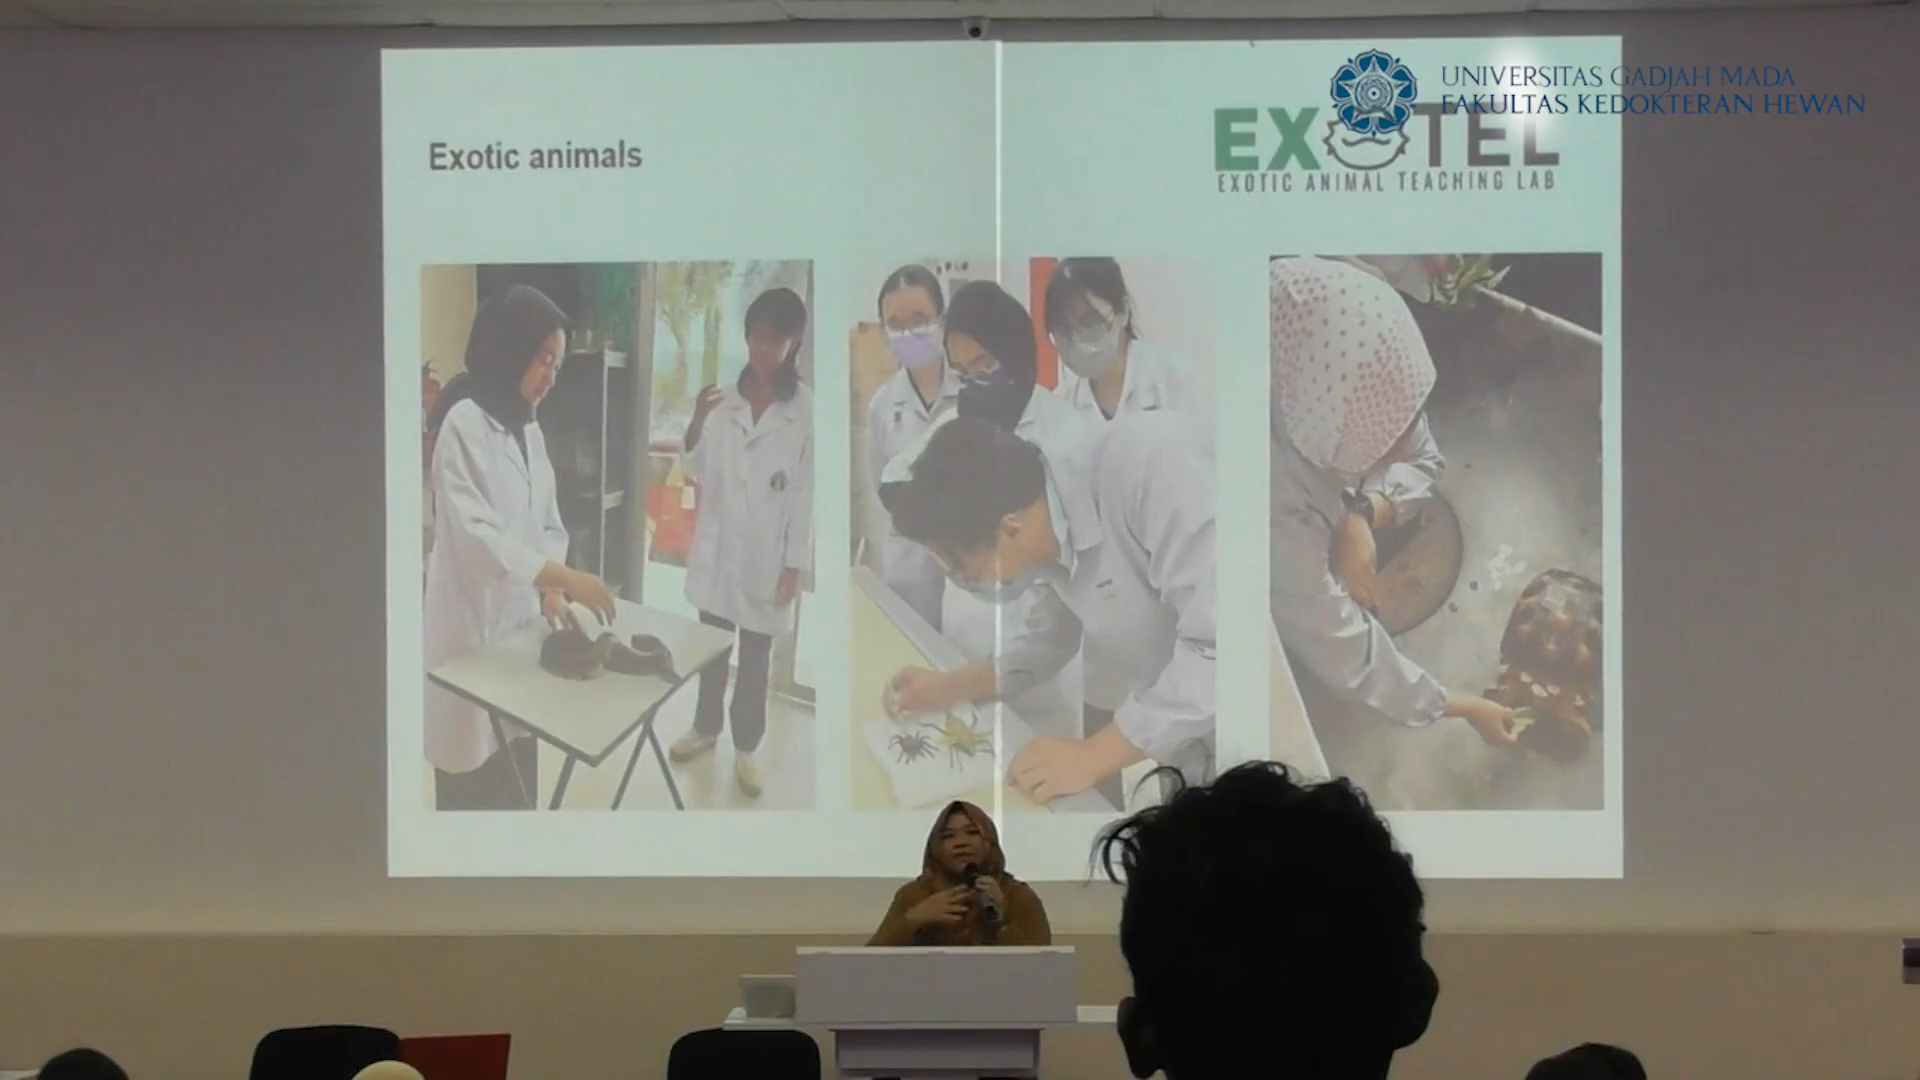 UNIVERSITAS GADJAH MADA
FAKULTAS KEDOKTERAN HEWAN
EXOTEL
EXOTIC ANIMAL TEACHING LAB
Exotic animals